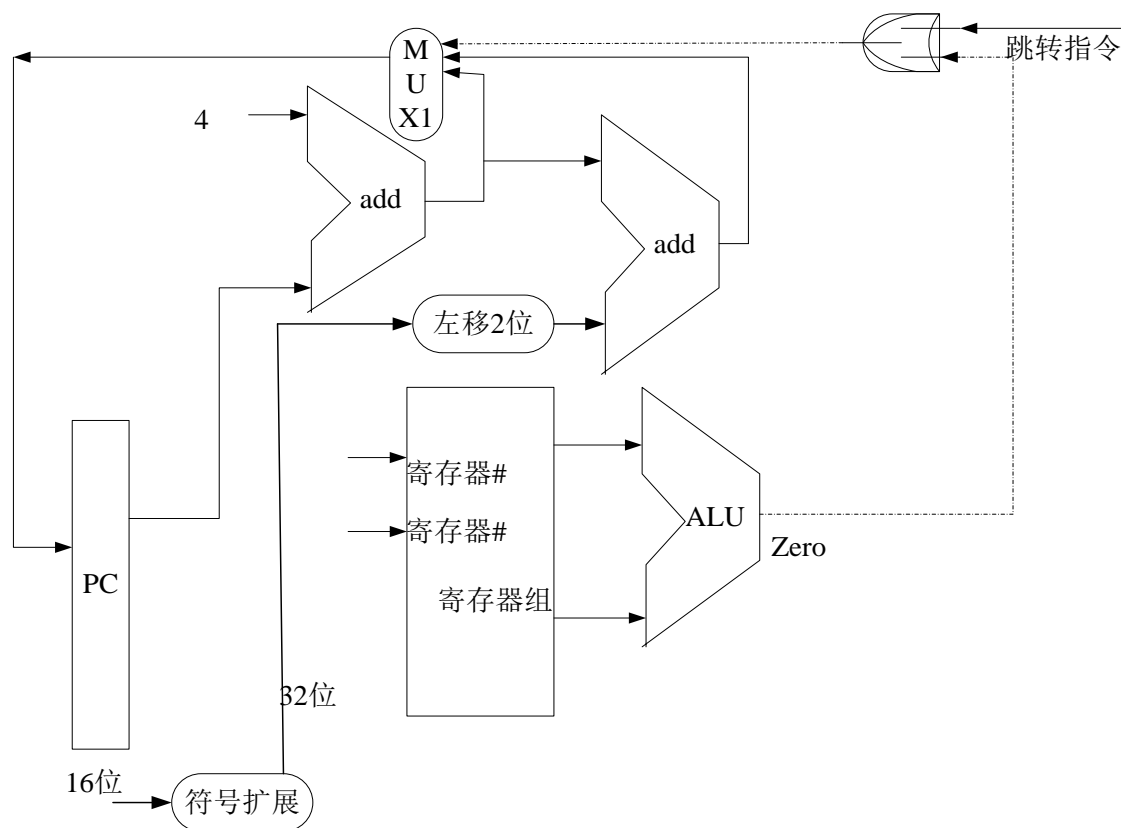 M
U
X1
跳转指令
4
add
add
左移2位
寄存器#
寄存器#
ALU
Zero
PC
寄存器组
32位
16位
符号扩展